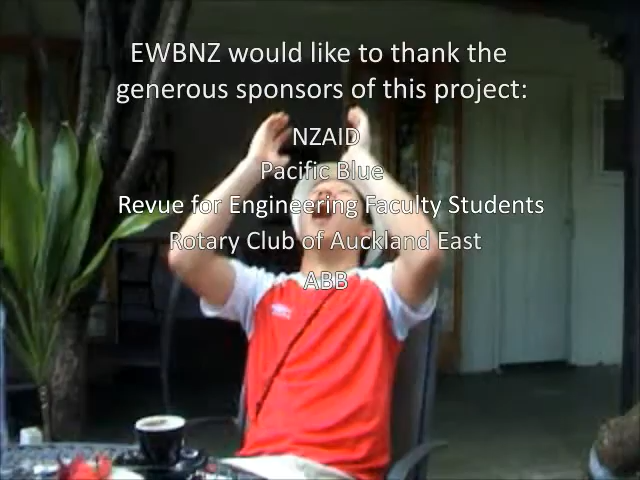 EWBNZ would like to thank the
generous sponsors of this project:
NZAID
Pacific Blue
Revue for Engineering Faculty Students
Rotary Club of Auckland East
ABB